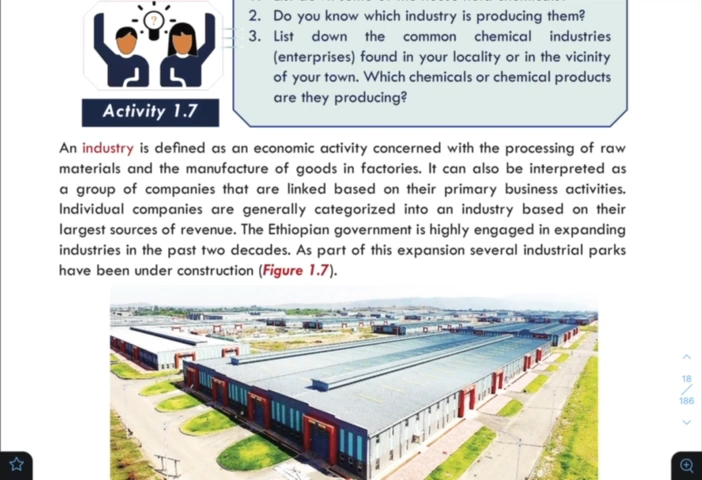 2. Do you know which industry is producing them?
3. List down the common chemical industries
(enterprises) found in your locality or in the vicinity
of your town. Which chemicals or chemical products
are they producing?
?
Activity 1.7
An industry is defined as an economic activity concerned with the processing of raw
materials and the manufacture of goods in factories. It can also be interpreted as
a group of companies that are linked based on their primary business activities.
Individual companies are generally categorized into an industry based on their
largest sources of revenue. The Ethiopian government is highly engaged in expanding
industries in the past two decades. As part of this expansion several industrial parks
have been under construction (Figure 1.7).
18
186